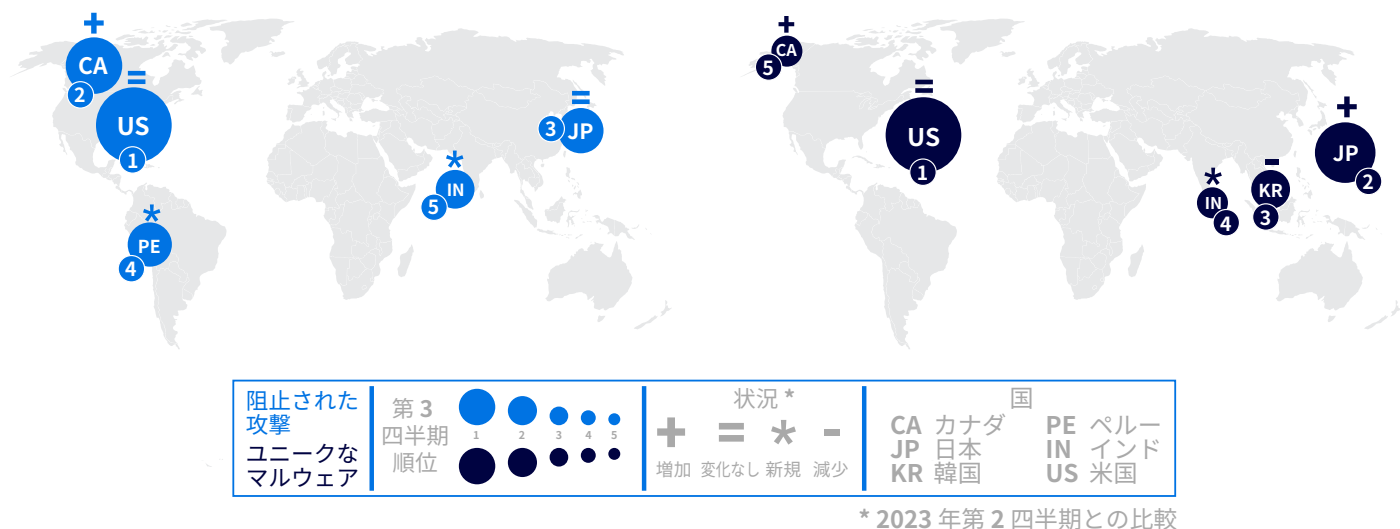 +
CA
2
=
US
1
*
PE
4
*
IN
5
=
3
JP
+
CA
5
=
US
1
*
IN
4
-
KR
3
+
JP
2
阻止された
攻撃
ユニークな
マルウェア
第 3
四半期
順位
1 2 3 4 5
状況 *
+ = * -
増加 変化なし 新規 減少
国
CA カナダ PE ペルー
JP 日本 IN インド
KR 韓国 US 米国
* 2023 年第 2 四半期との比較